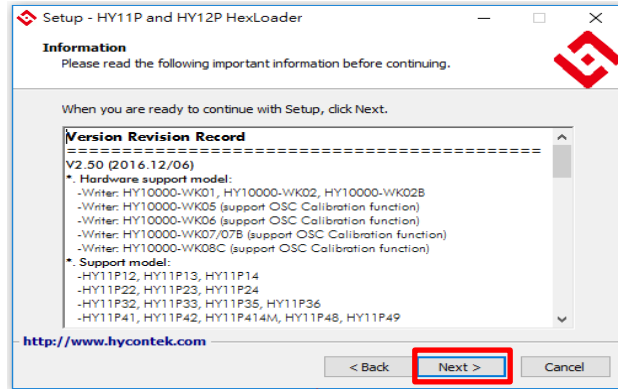 Setup - HY11P and HY12P HexLoader
Information
Please read the following important information before continuing.
When you are ready to continue with Setup, click Next.
Version Revision Record
==============================================
V2.50 (2016.12/06)
*. Hardware support model:
-Writer: HY10000-WK01, HY10000-WK02, HY10000-WK02B
-Writer: HY10000-WK05 (support OSC Calibration function)
-Writer: HY10000-WK06 (support OSC Calibration function)
-Writer: HY10000-WK07/07B (support OSC Calibration function)
-Writer: HY10000-WK08C (support OSC Calibration function)
*. Support model:
-HY11P12, HY11P13, HY11P14
-HY11P22, HY11P23, HY11P24
-HY11P32, HY11P33, HY11P35, HY11P36
-HY11P41, HY11P42, HY11P414M, HY11P48, HY11P49
http://www.hycontek.com
< Back Next > Cancel